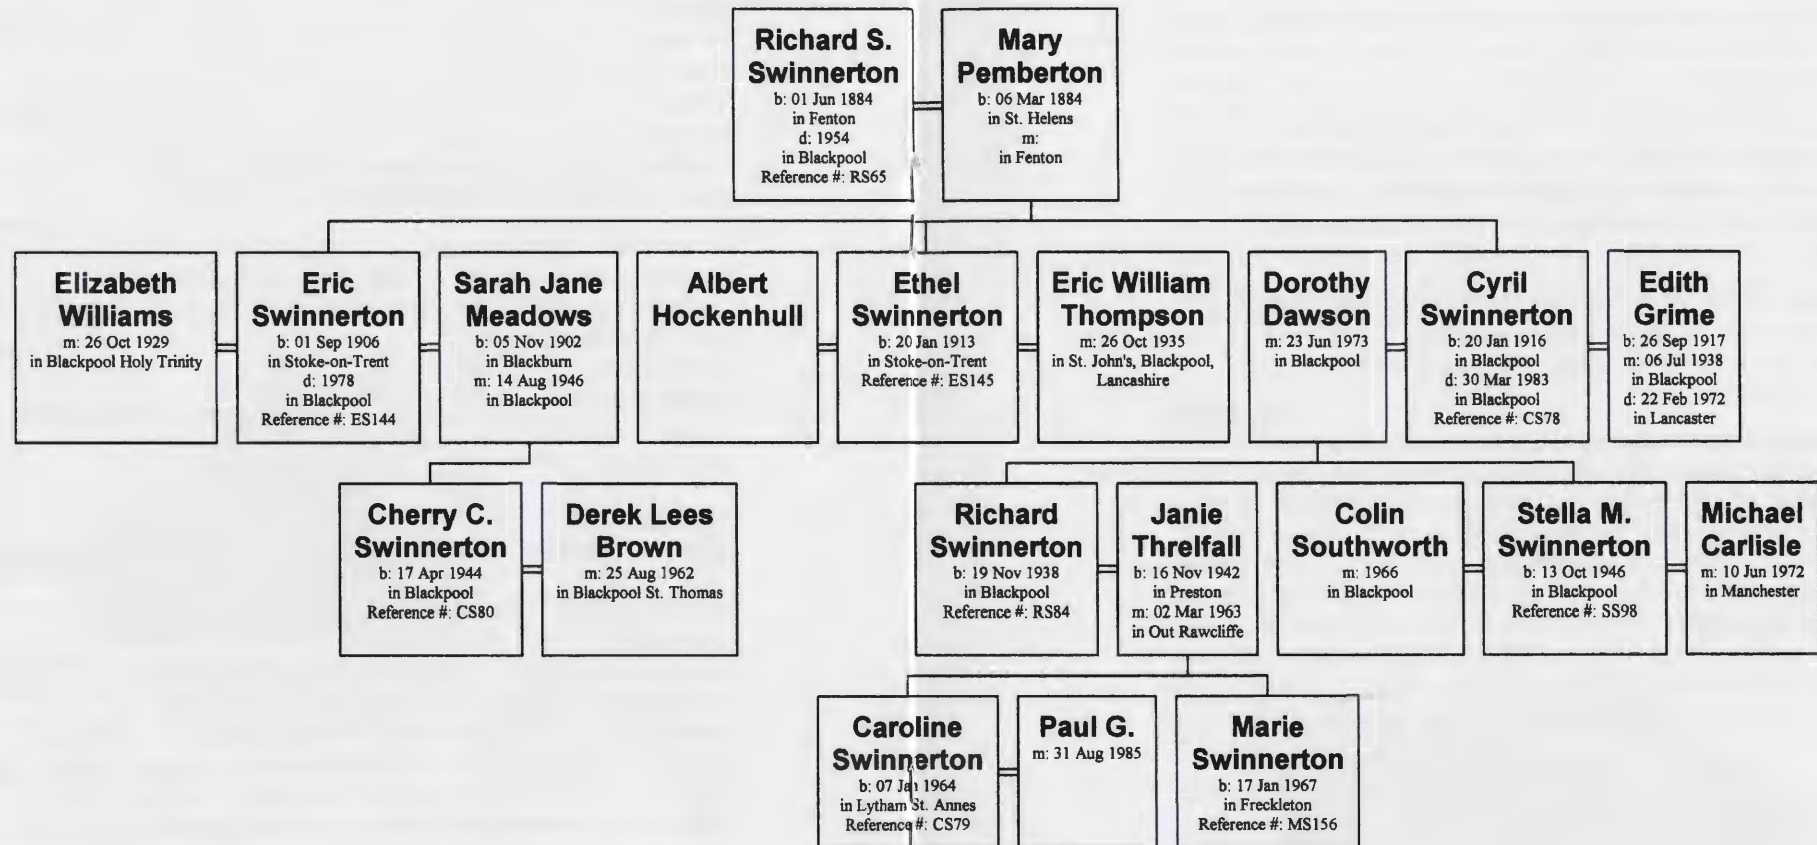 Richard S.
Swinnerton
b: 01 Jun 1884
in Fenton
d: 1954
in Blackpool
Reference #: RS65
Mary
Pemberton
b: 06 Mar 1884
in St. Helens
m:
in Fenton
Elizabeth
Williams
m: 26 Oct 1929
in Blackpool Holy Trinity
Eric
Swinnerton
b: 01 Sep 1906
in Stoke-on-Trent
d: 1978
in Blackpool
Reference #: ES144
Sarah Jane
Meadows
b: 05 Nov 1902
in Blackburn
m: 14 Aug 1946
in Blackpool
Albert
Hockenhull
Ethel
Swinnerton
b: 20 Jan 1913
in Stoke-on-Trent
Reference #: ES145
Eric William
Thompson
m: 26 Oct 1935
in St. John's, Blackpool,
Lancashire
Dorothy
Dawson
m: 23 Jun 1973
in Blackpool
Cyril
Swinnerton
b: 20 Jan 1916
in Blackpool
d: 30 Mar 1983
in Blackpool
Reference #: CS78
Edith
Grime
b: 26 Sep 1917
m: 06 Jul 1938
in Blackpool
d: 22 Feb 1972
in Lancaster
Cherry C.
Swinnerton
b: 17 Apr 1944
in Blackpool
Reference #: CS80
Derek Lees
Brown
m: 25 Aug 1962
in Blackpool St. Thomas
Richard
Swinnerton
b: 19 Nov 1938
in Blackpool
Reference #: RS84
Janie
Threlfall
b: 16 Nov 1942
in Preston
m: 02 Mar 1963
in Out Rawcliffe
Colin
Southworth
m: 1966
in Blackpool
Stella M.
Swinnerton
b: 13 Oct 1946
in Blackpool
Reference #: SS98
Michael
Carlisle
m: 10 Jun 1972
in Manchester
Caroline
Swinnerton
b: 07 Jan 1964
in Lytham St. Annes
Reference #: CS79
Paul G.
m: 31 Aug 1985
Marie
Swinnerton
b: 17 Jan 1967
in Freckleton
Reference #: MS156